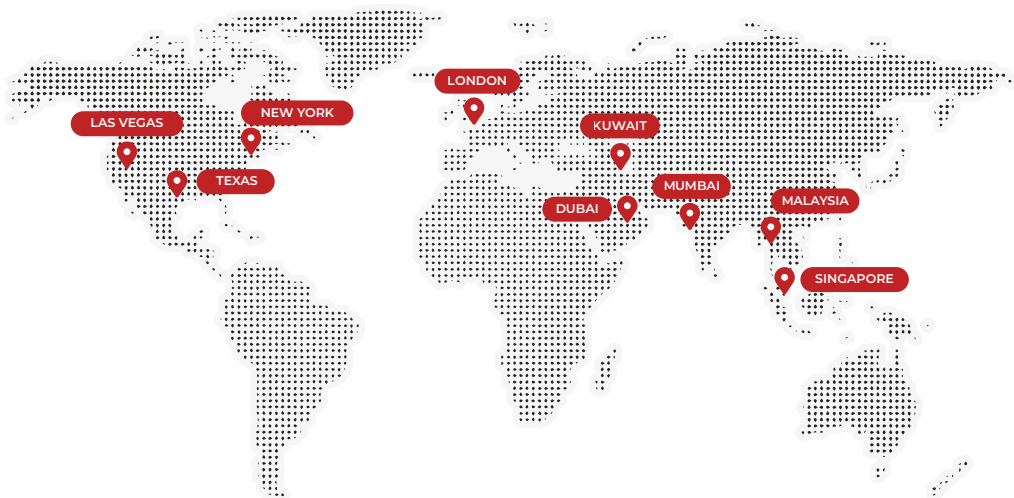 LONDON
NEW YORK
LAS VEGAS
KUWAIT
TEXAS
MUMBAI
DUBAI
MALAYSIA
SINGAPORE